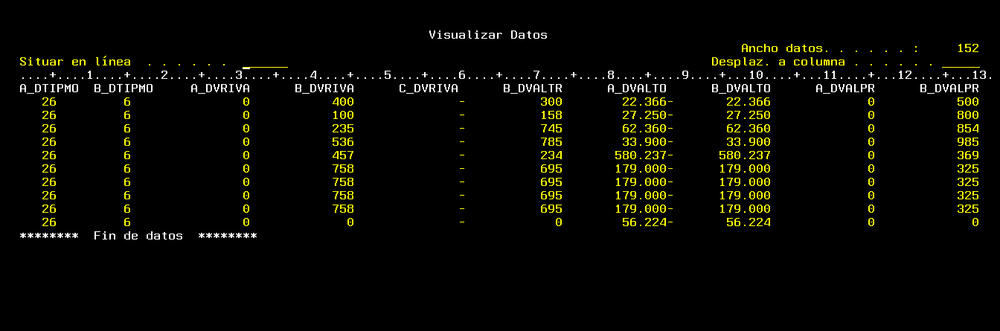 Visualizar Datos
Ancho datos. . . . . . :     152
Situar en línea  . . . . . .  ______     Desplaz. a columna . . . . . . _____
....+....1....+....2....+....3....+....4....+....5....+....6....+....7....+....8....+....9....+...10....+...11....+...12....+...13.
A_DTIPMO  B_DTIPMO  A_DVRIVA  B_DVRIVA  C_DVRIVA  B_DVALTR  A_DVALTO  B_DVALTO  A_DVALPR  B_DVALPR
26  6  0  400  -  300  22.366-  22.366  0  500
26  6  0  100  -  158  27.250-  27.250  0  800
26  6  0  235  -  745  62.360-  62.360  0  854
26  6  0  536  -  785  33.900-  33.900  0  985
26  6  0  457  -  234  580.237-  580.237  0  369
26  6  0  758  -  695  179.000-  179.000  0  325
26  6  0  758  -  695  179.000-  179.000  0  325
26  6  0  758  -  695  179.000-  179.000  0  325
26  6  0  758  -  695  179.000-  179.000  0  325
26  6  0  0  -  0  56.224-  56.224  0  0
********  Fin de datos  ********